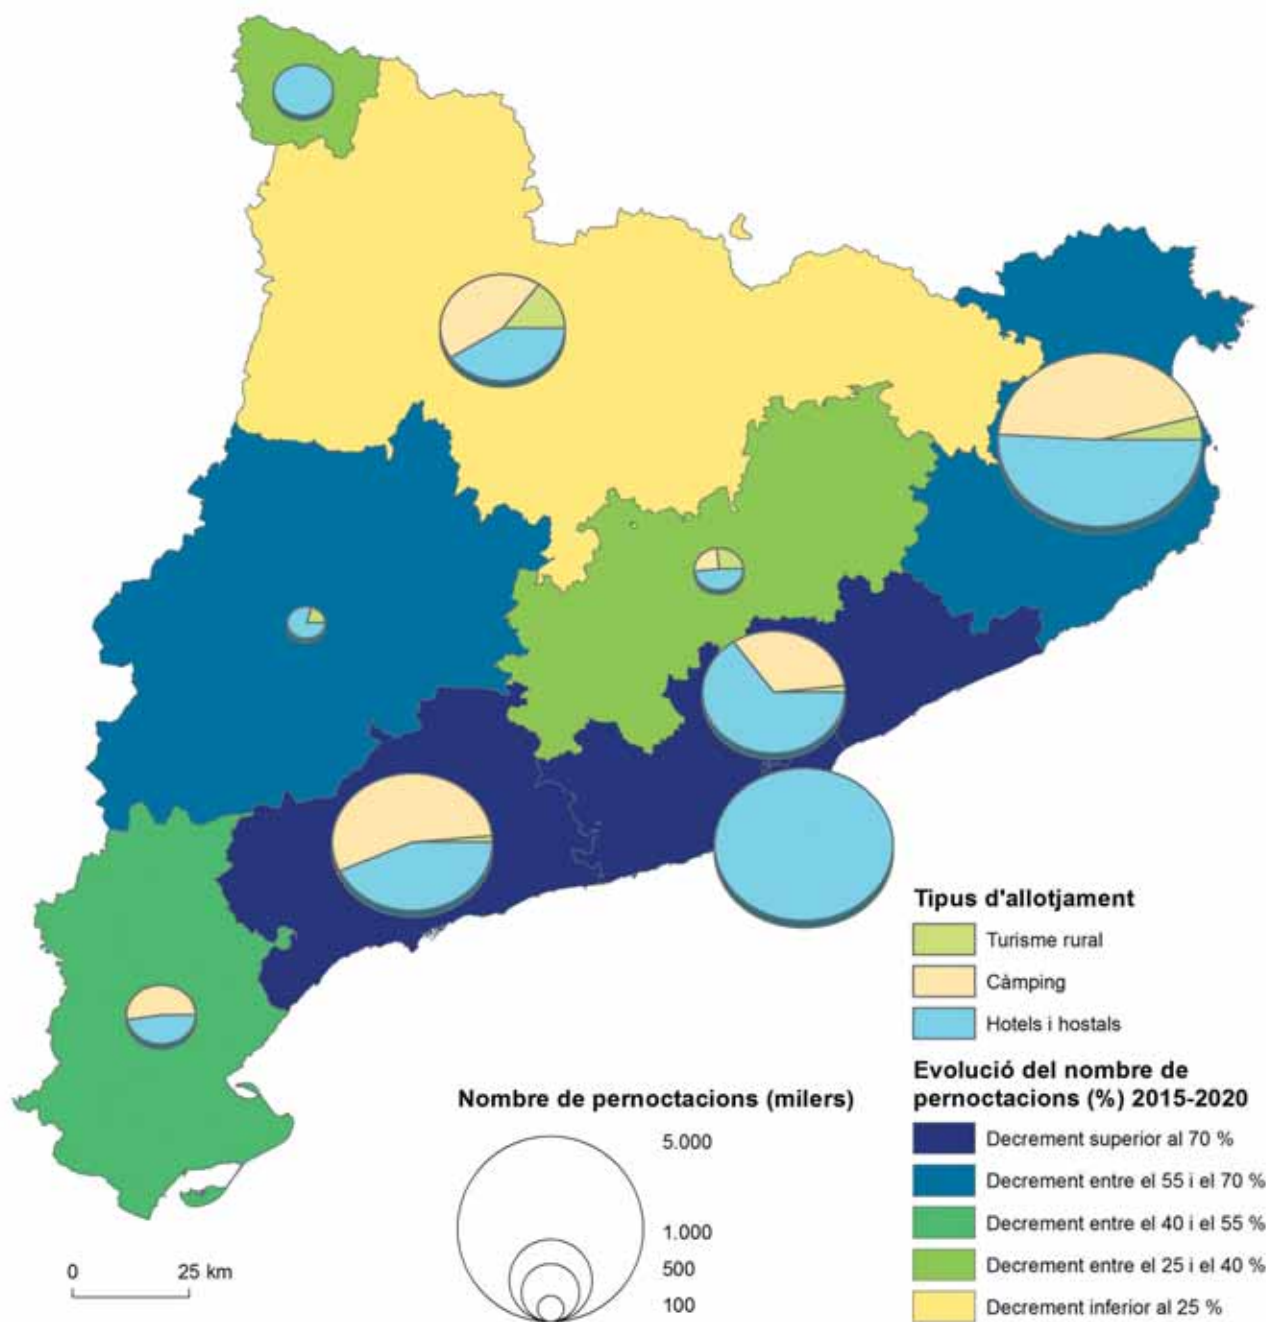 Tipus d'allotjament
Turisme rural
Càmping
Hotels i hostals
Evolució del nombre de
pernoctacions (%) 2015-2020
Decrement superior al 70 %
Decrement entre el 55 i el 70 %
Decrement entre el 40 i el 55 %
Decrement entre el 25 i el 40 %
Decrement inferior al 25 %
Nombre de pernoctacions (milers)
5.000
1.000
500
100
0 25 km